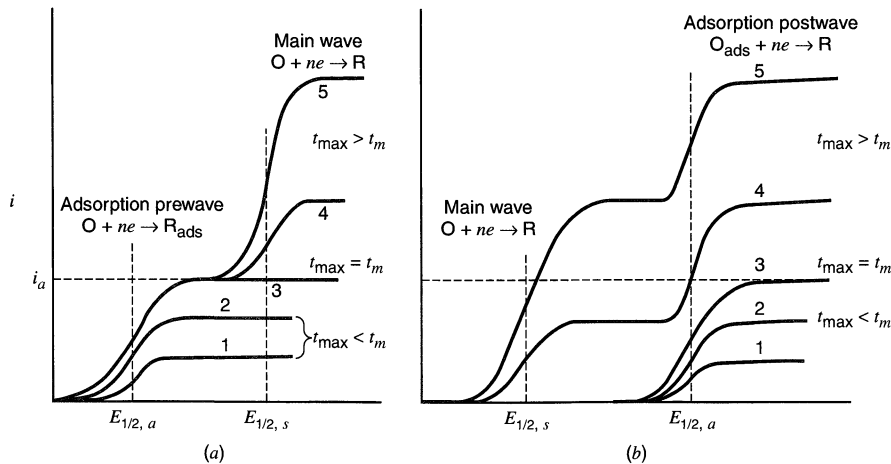 Main wave
O + ne → R
5
t_max > t_m
4
i
Adsorption prewave
O + ne → R_ads
t_max = t_m
i_a
3
2
t_max < t_m
1
E_1/2, a
E_1/2, s
(a)
Adsorption postwave
O_ads + ne → R
5
t_max > t_m
4
Main wave
O + ne → R
t_max = t_m
3
2
t_max < t_m
1
E_1/2, s
E_1/2, a
(b)